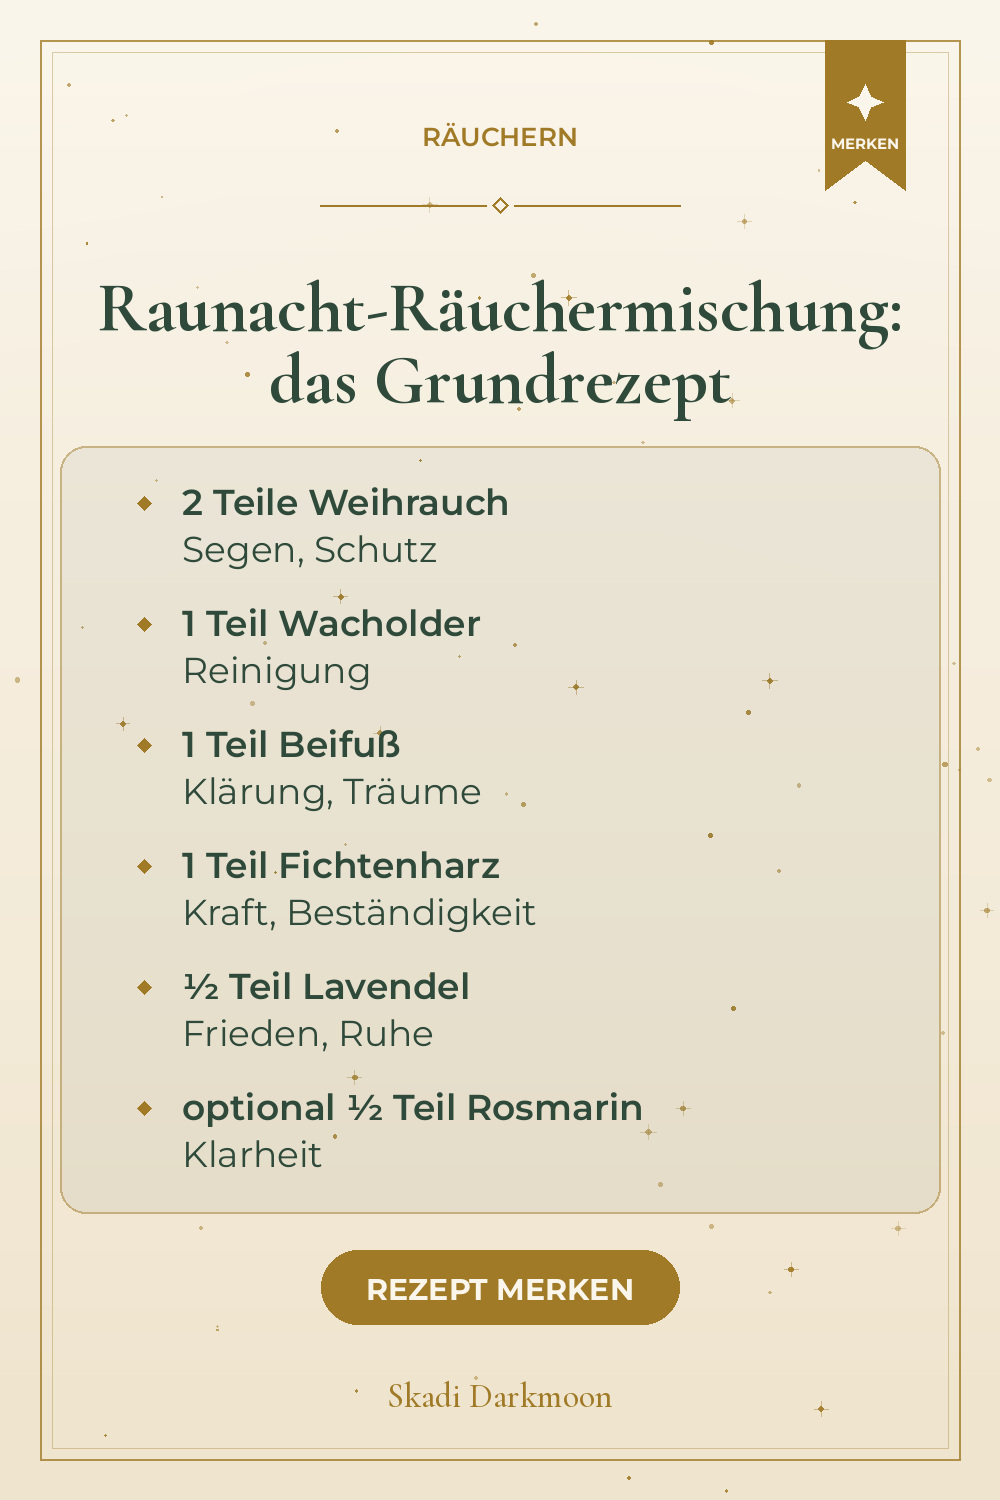 RÄUCHERN
MERKEN
Raunacht-Räuchermischung:
das Grundrezept
2 Teile Weihrauch
Segen, Schutz
1 Teil Wacholder
Reinigung
1 Teil Beifuß
Klärung, Träume
1 Teil Fichtenharz
Kraft, Beständigkeit
½ Teil Lavendel
Frieden, Ruhe
optional ½ Teil Rosmarin
Klarheit
REZEPT MERKEN
Skadi Darkmoon